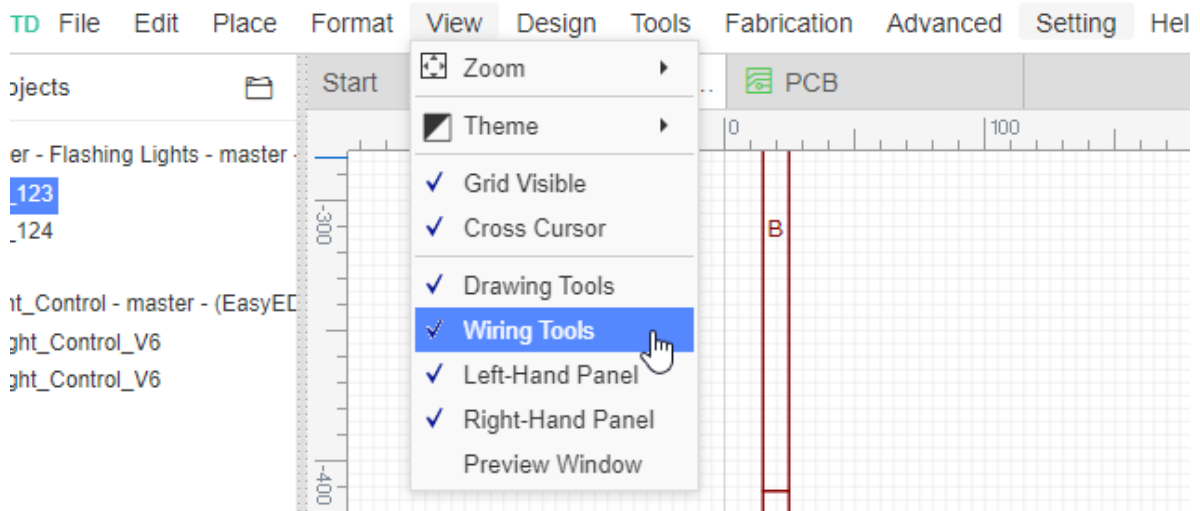 TD File Edit Place Format View Design Tools Fabrication Advanced Setting Hel
ojects Start .. PCB
Zoom
Theme
0 100
er - Flashing Lights - master -
_123
_124
Grid Visible
Cross Cursor
-300
B
Drawing Tools
nt_Control - master - (EasyED
Wiring Tools
ght_Control_V6
Left-Hand Panel
ght_Control_V6
Right-Hand Panel
Preview Window
-400